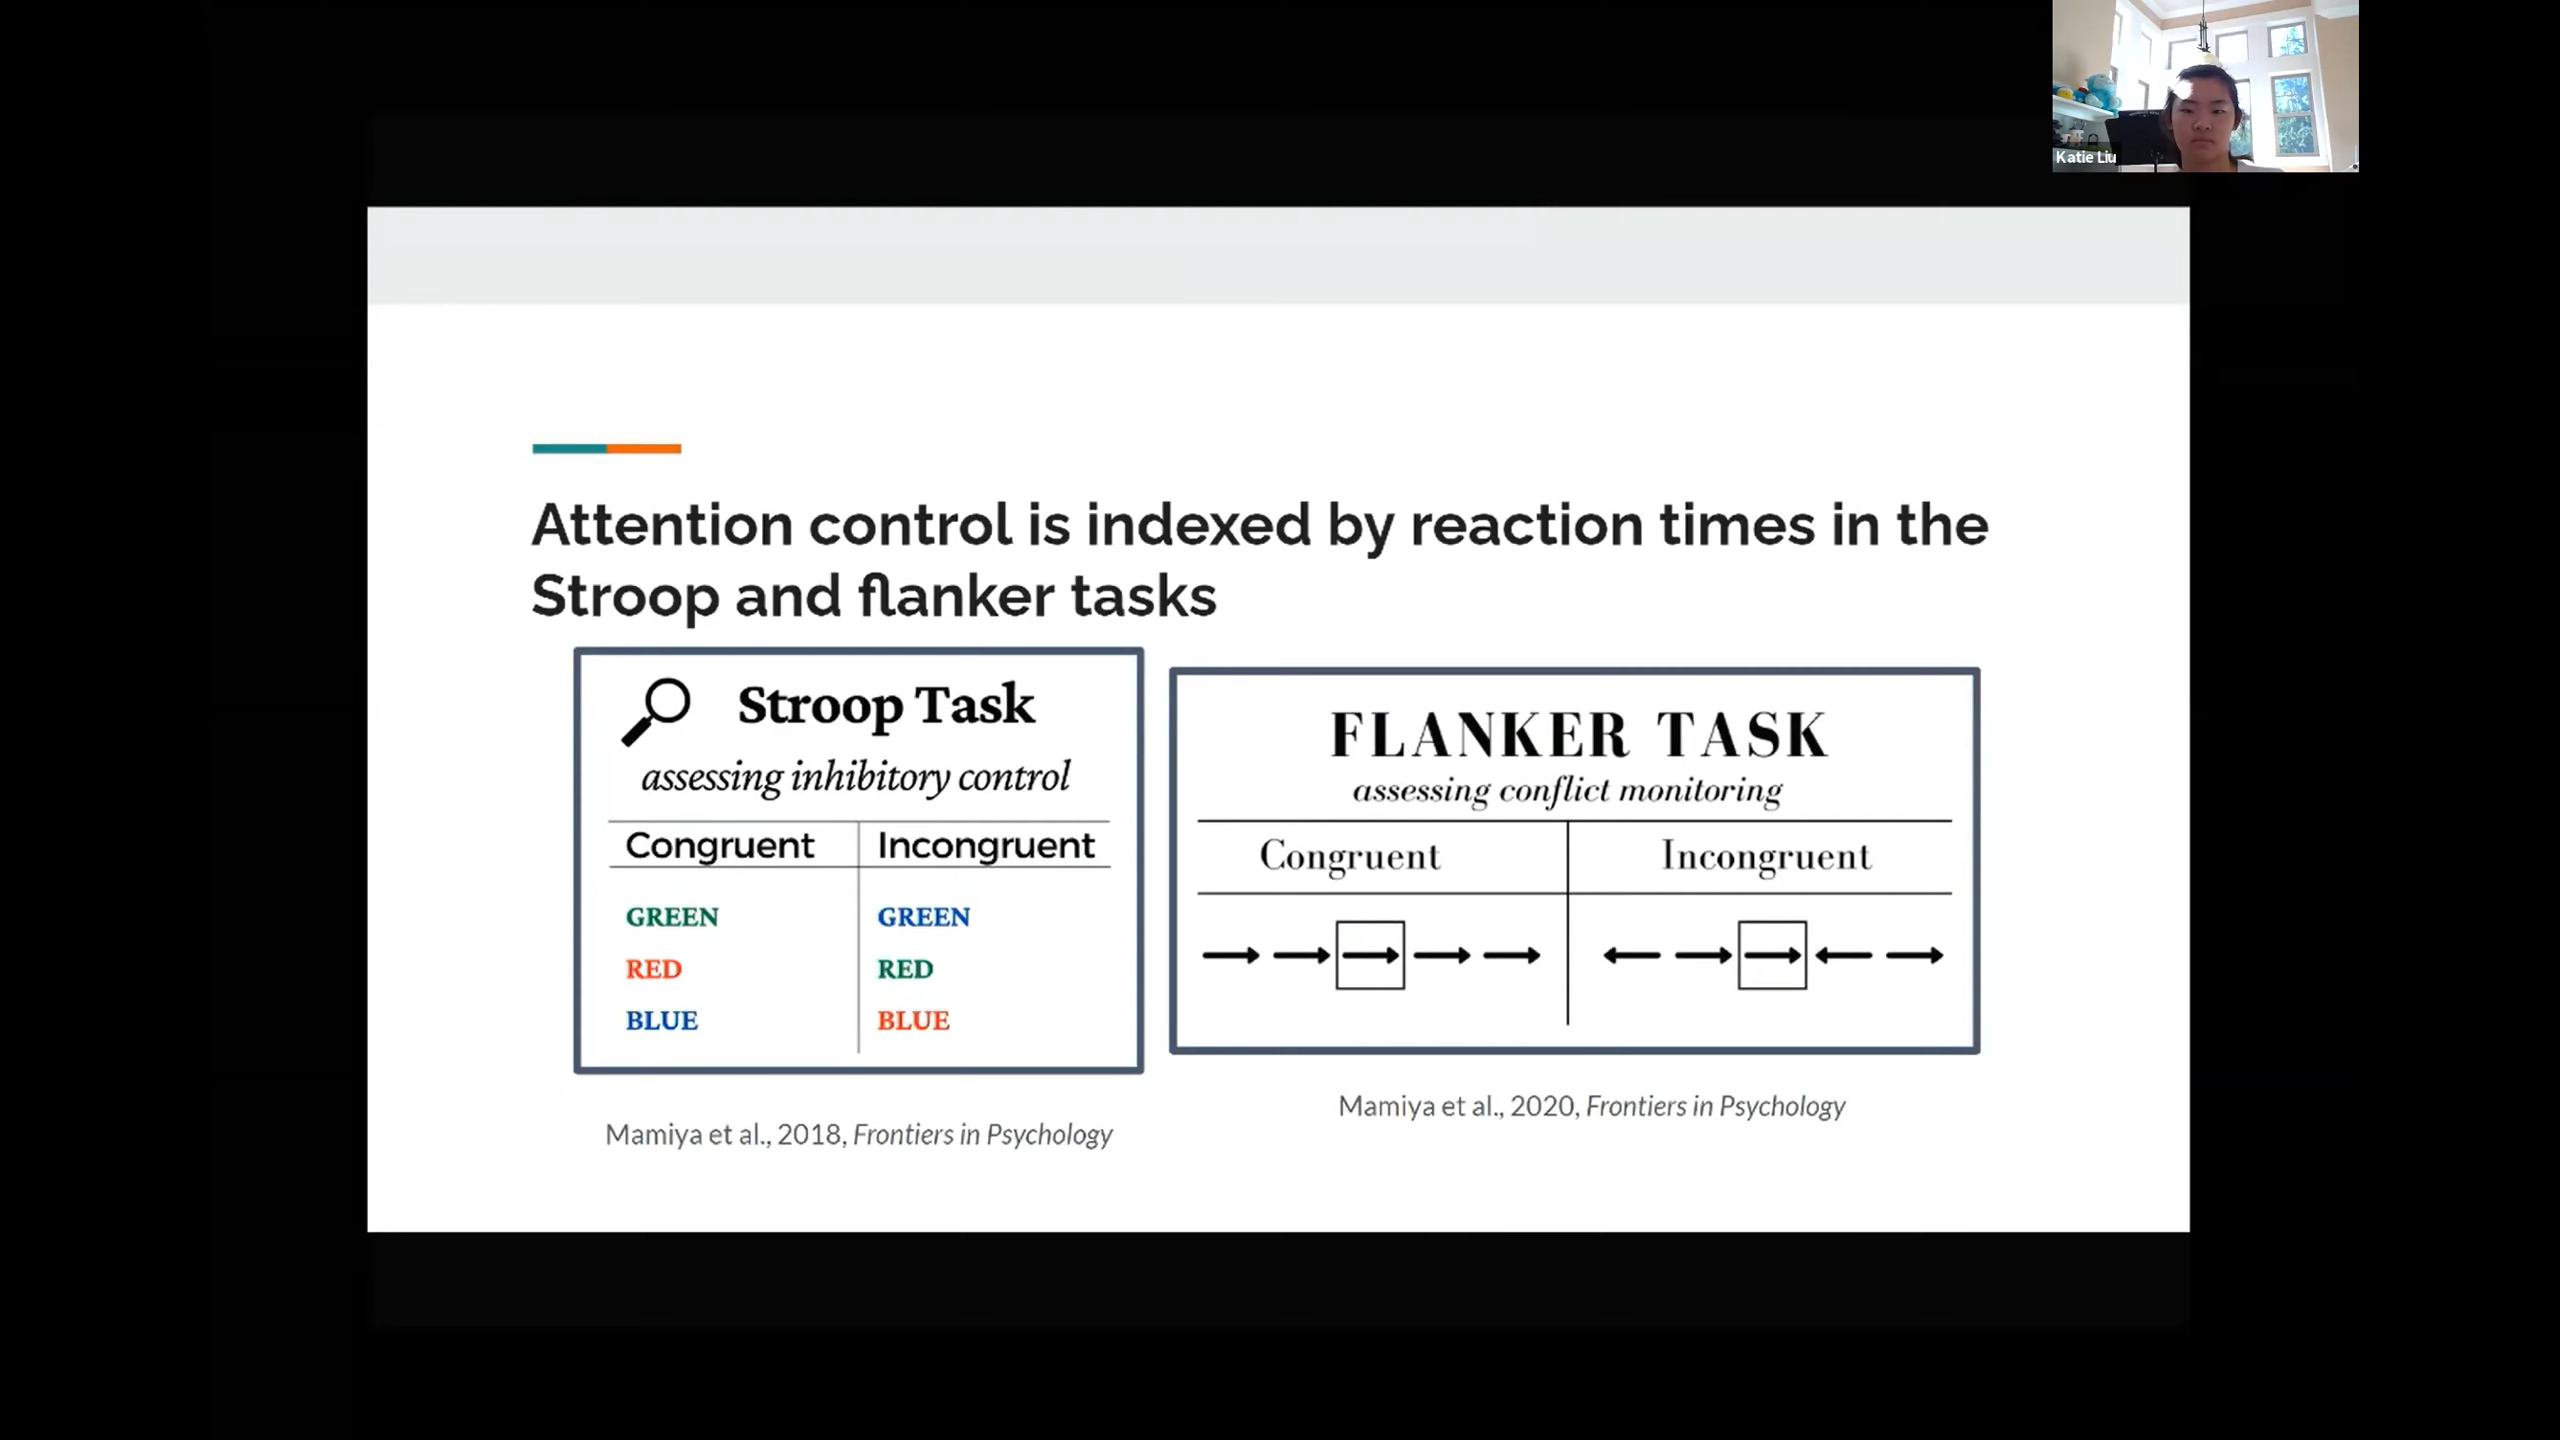 Katie Liu
Attention control is indexed by reaction times in the
Stroop and flanker tasks
Stroop Task
assessing inhibitory control
Congruent Incongruent
GREEN GREEN
RED RED
BLUE BLUE
Mamiya et al., 2018, Frontiers in Psychology
FLANKER TASK
assessing conflict monitoring
Congruent Incongruent
Mamiya et al., 2020, Frontiers in Psychology